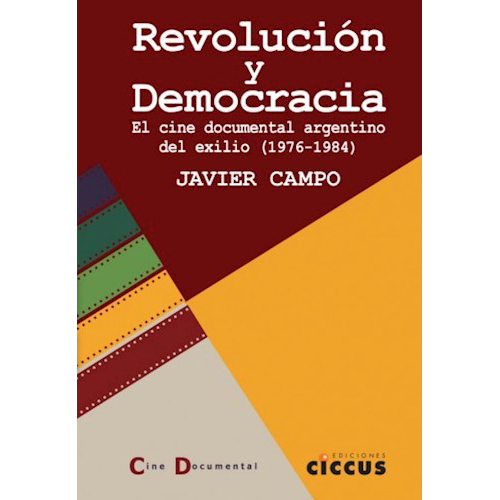 Revolución
y
Democracia
El cine documental argentino
del exilio (1976-1984)
JAVIER CAMPO
Cine Documental
EDICIONES
CICCUS